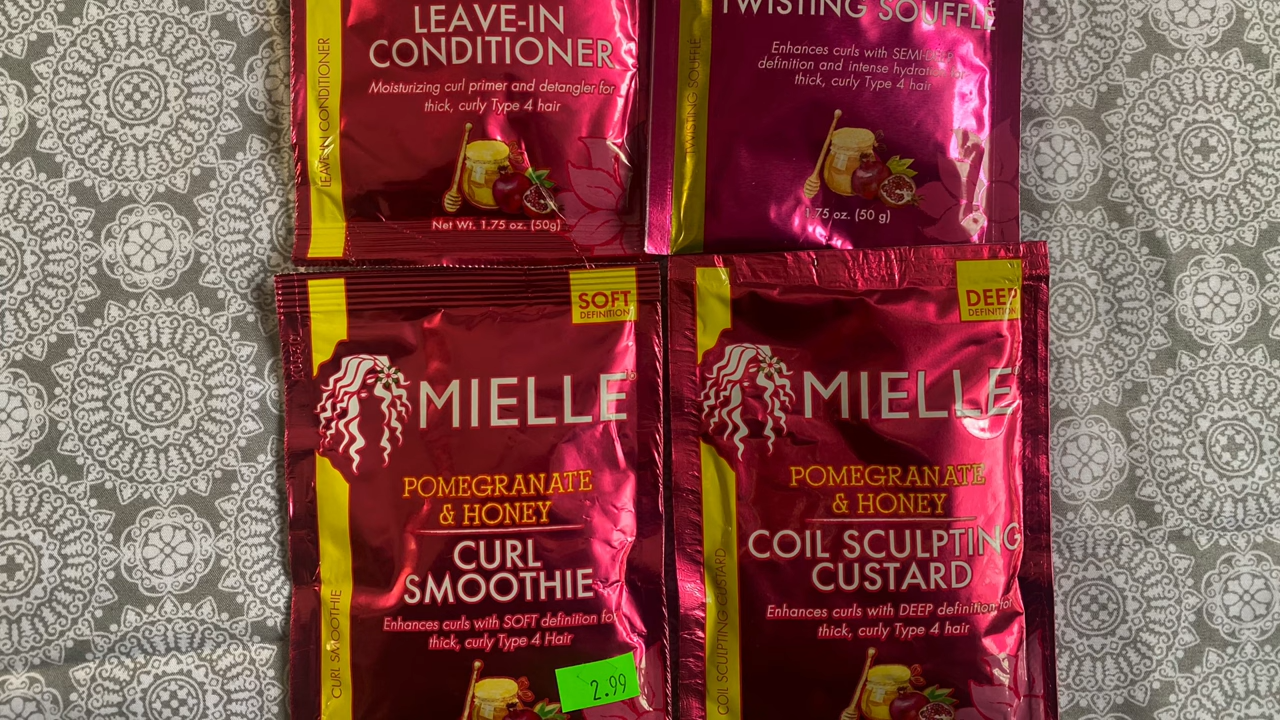 LEAVE-IN
CONDITIONER
Moisturizing curl primer and detangler for
thick, curly Type 4 hair
Net Wt. 1.75 oz. (50g)
LEAVE-IN CONDITIONER
TWISTING SOUFFLÉ
Enhances curls with SEMI-DEEP
definition and intense hydration for
thick, curly Type 4 hair
1.75 oz. (50 g)
TWISTING SOUFFLÉ
SOFT
DEFINITION
MIELLE
POMEGRANATE
& HONEY
CURL
SMOOTHIE
Enhances curls with SOFT definition for
thick, curly Type 4 Hair
2.99
CURL SMOOTHIE
DEEP
DEFINITION
MIELLE
POMEGRANATE
& HONEY
COIL SCULPTING
CUSTARD
Enhances curls with DEEP definition for
thick, curly Type 4 hair
COIL SCULPTING CUSTARD